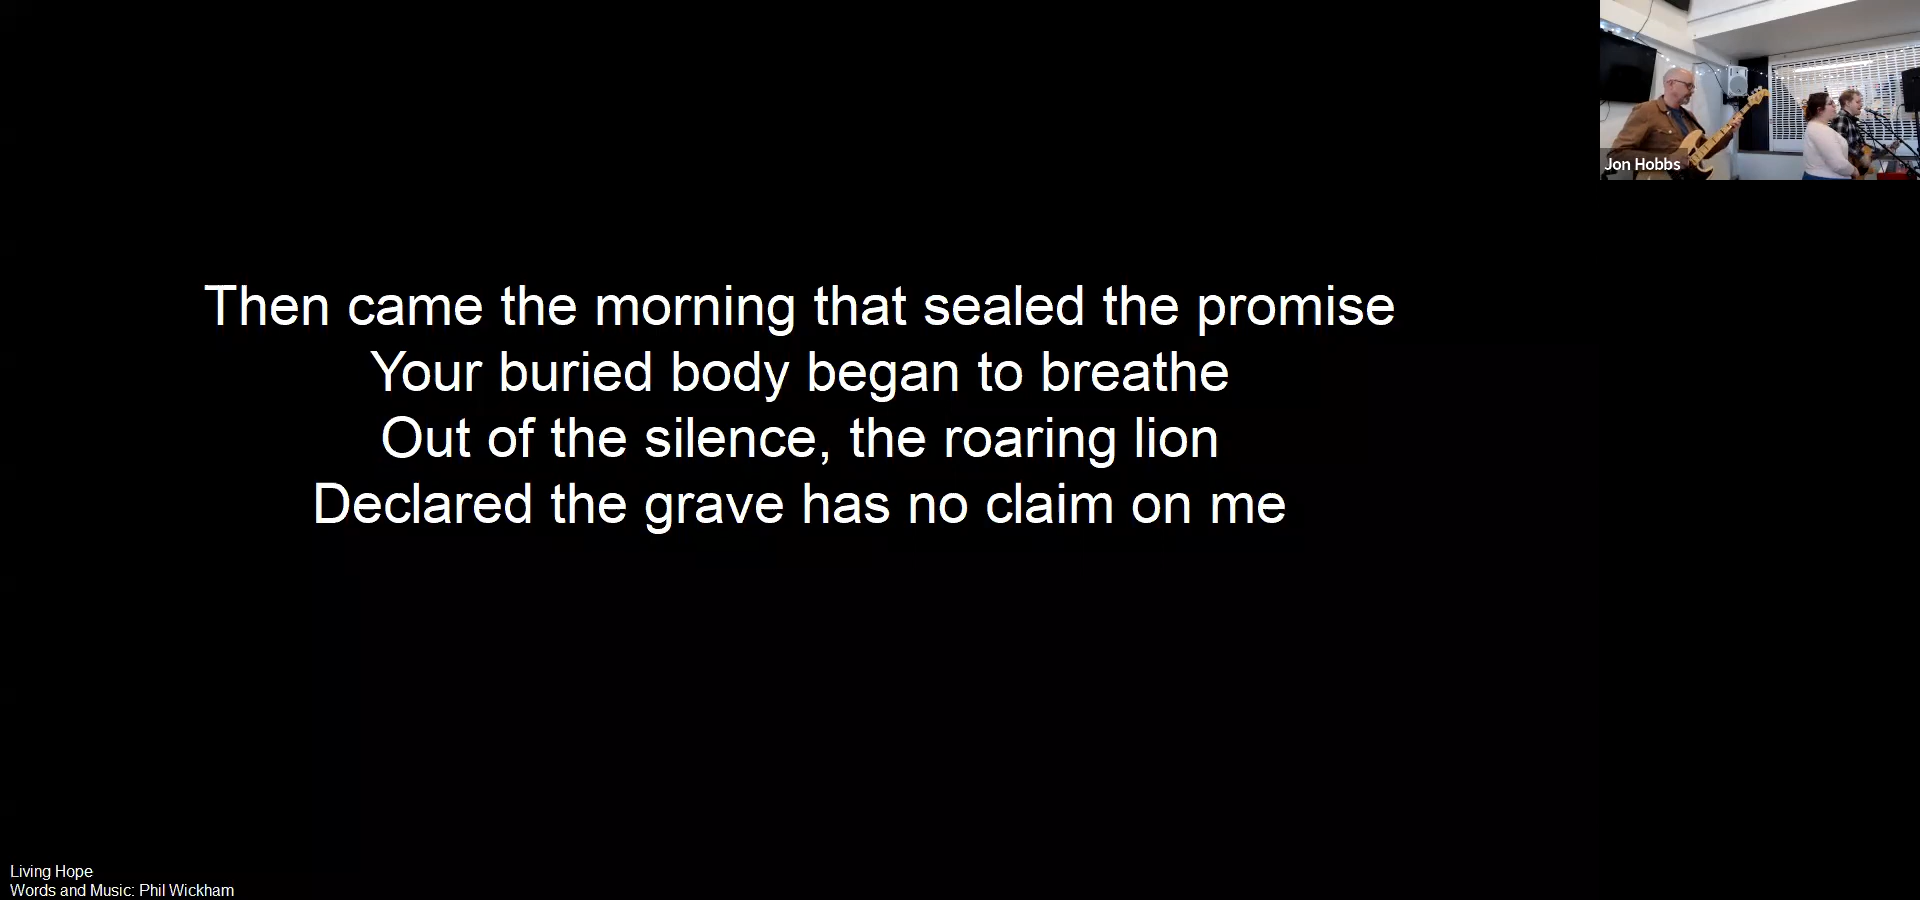 Jon Hobbs
Then came the morning that sealed the promise
Your buried body began to breathe
Out of the silence, the roaring lion
Declared the grave has no claim on me
Living Hope
Words and Music: Phil Wickham